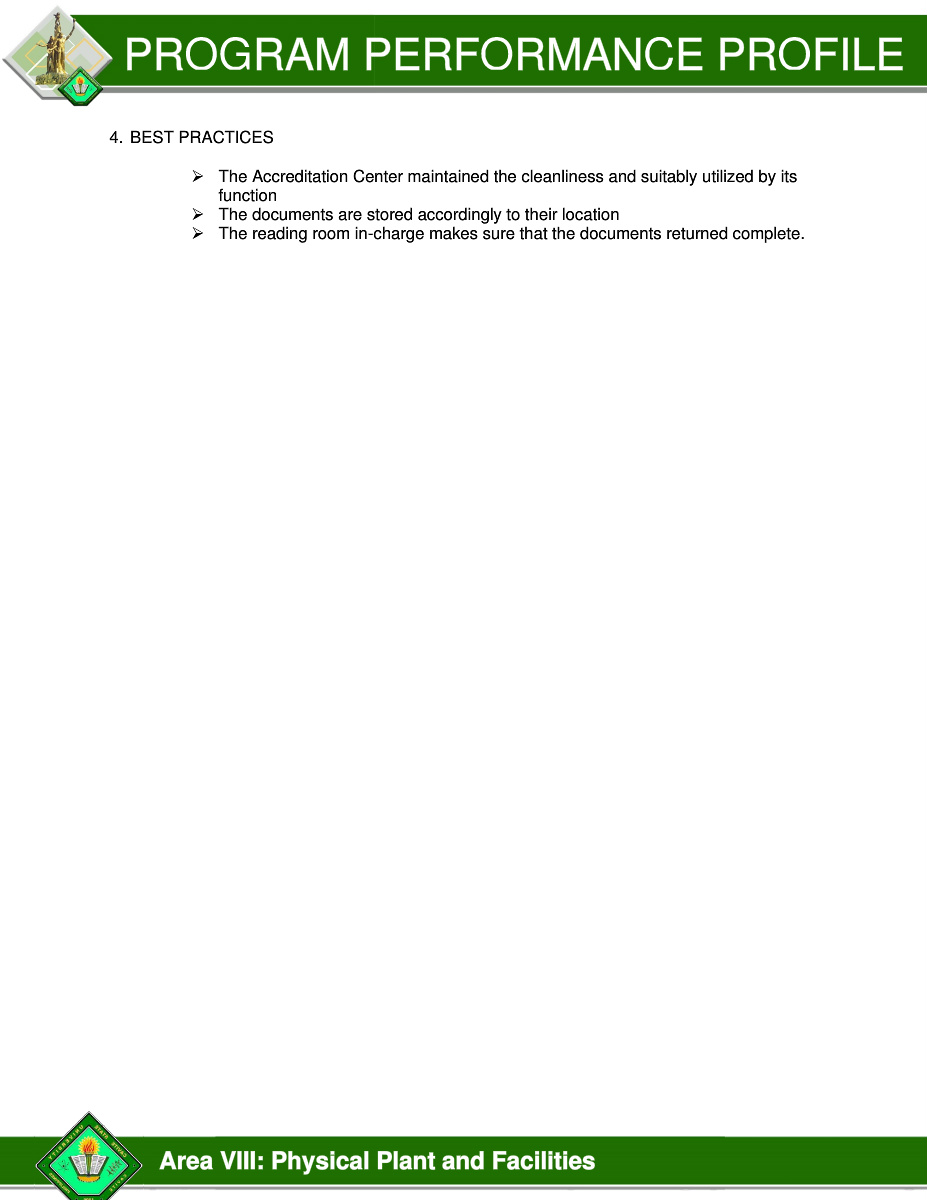 PROGRAM PERFORMANCE PROFILE
4. BEST PRACTICES
➢ The Accreditation Center maintained the cleanliness and suitably utilized by its
function
➢ The documents are stored accordingly to their location
➢ The reading room in-charge makes sure that the documents returned complete.
Area VIII: Physical Plant and Facilities